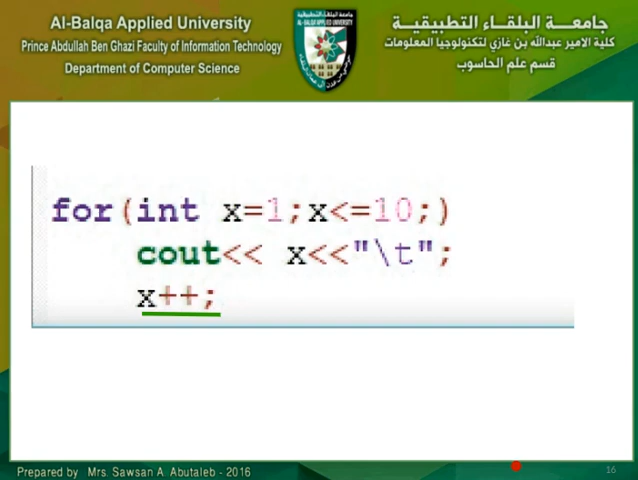 Al-Balqa Applied University
Prince Abdullah Ben Ghazi Faculty of Information Technology
Department of Computer Science
جامعـــة البلقـــاء التطبيقيـــة
كلية الامير عبدالله بن غازي لتكنولوجيا المعلومات
قسم علم الحاسوب
for(int x=1;x<=10;)
cout<< x<<"\t";
x++;
Prepared by Mrs. Sawsan A. Abutaleb - 2016
16